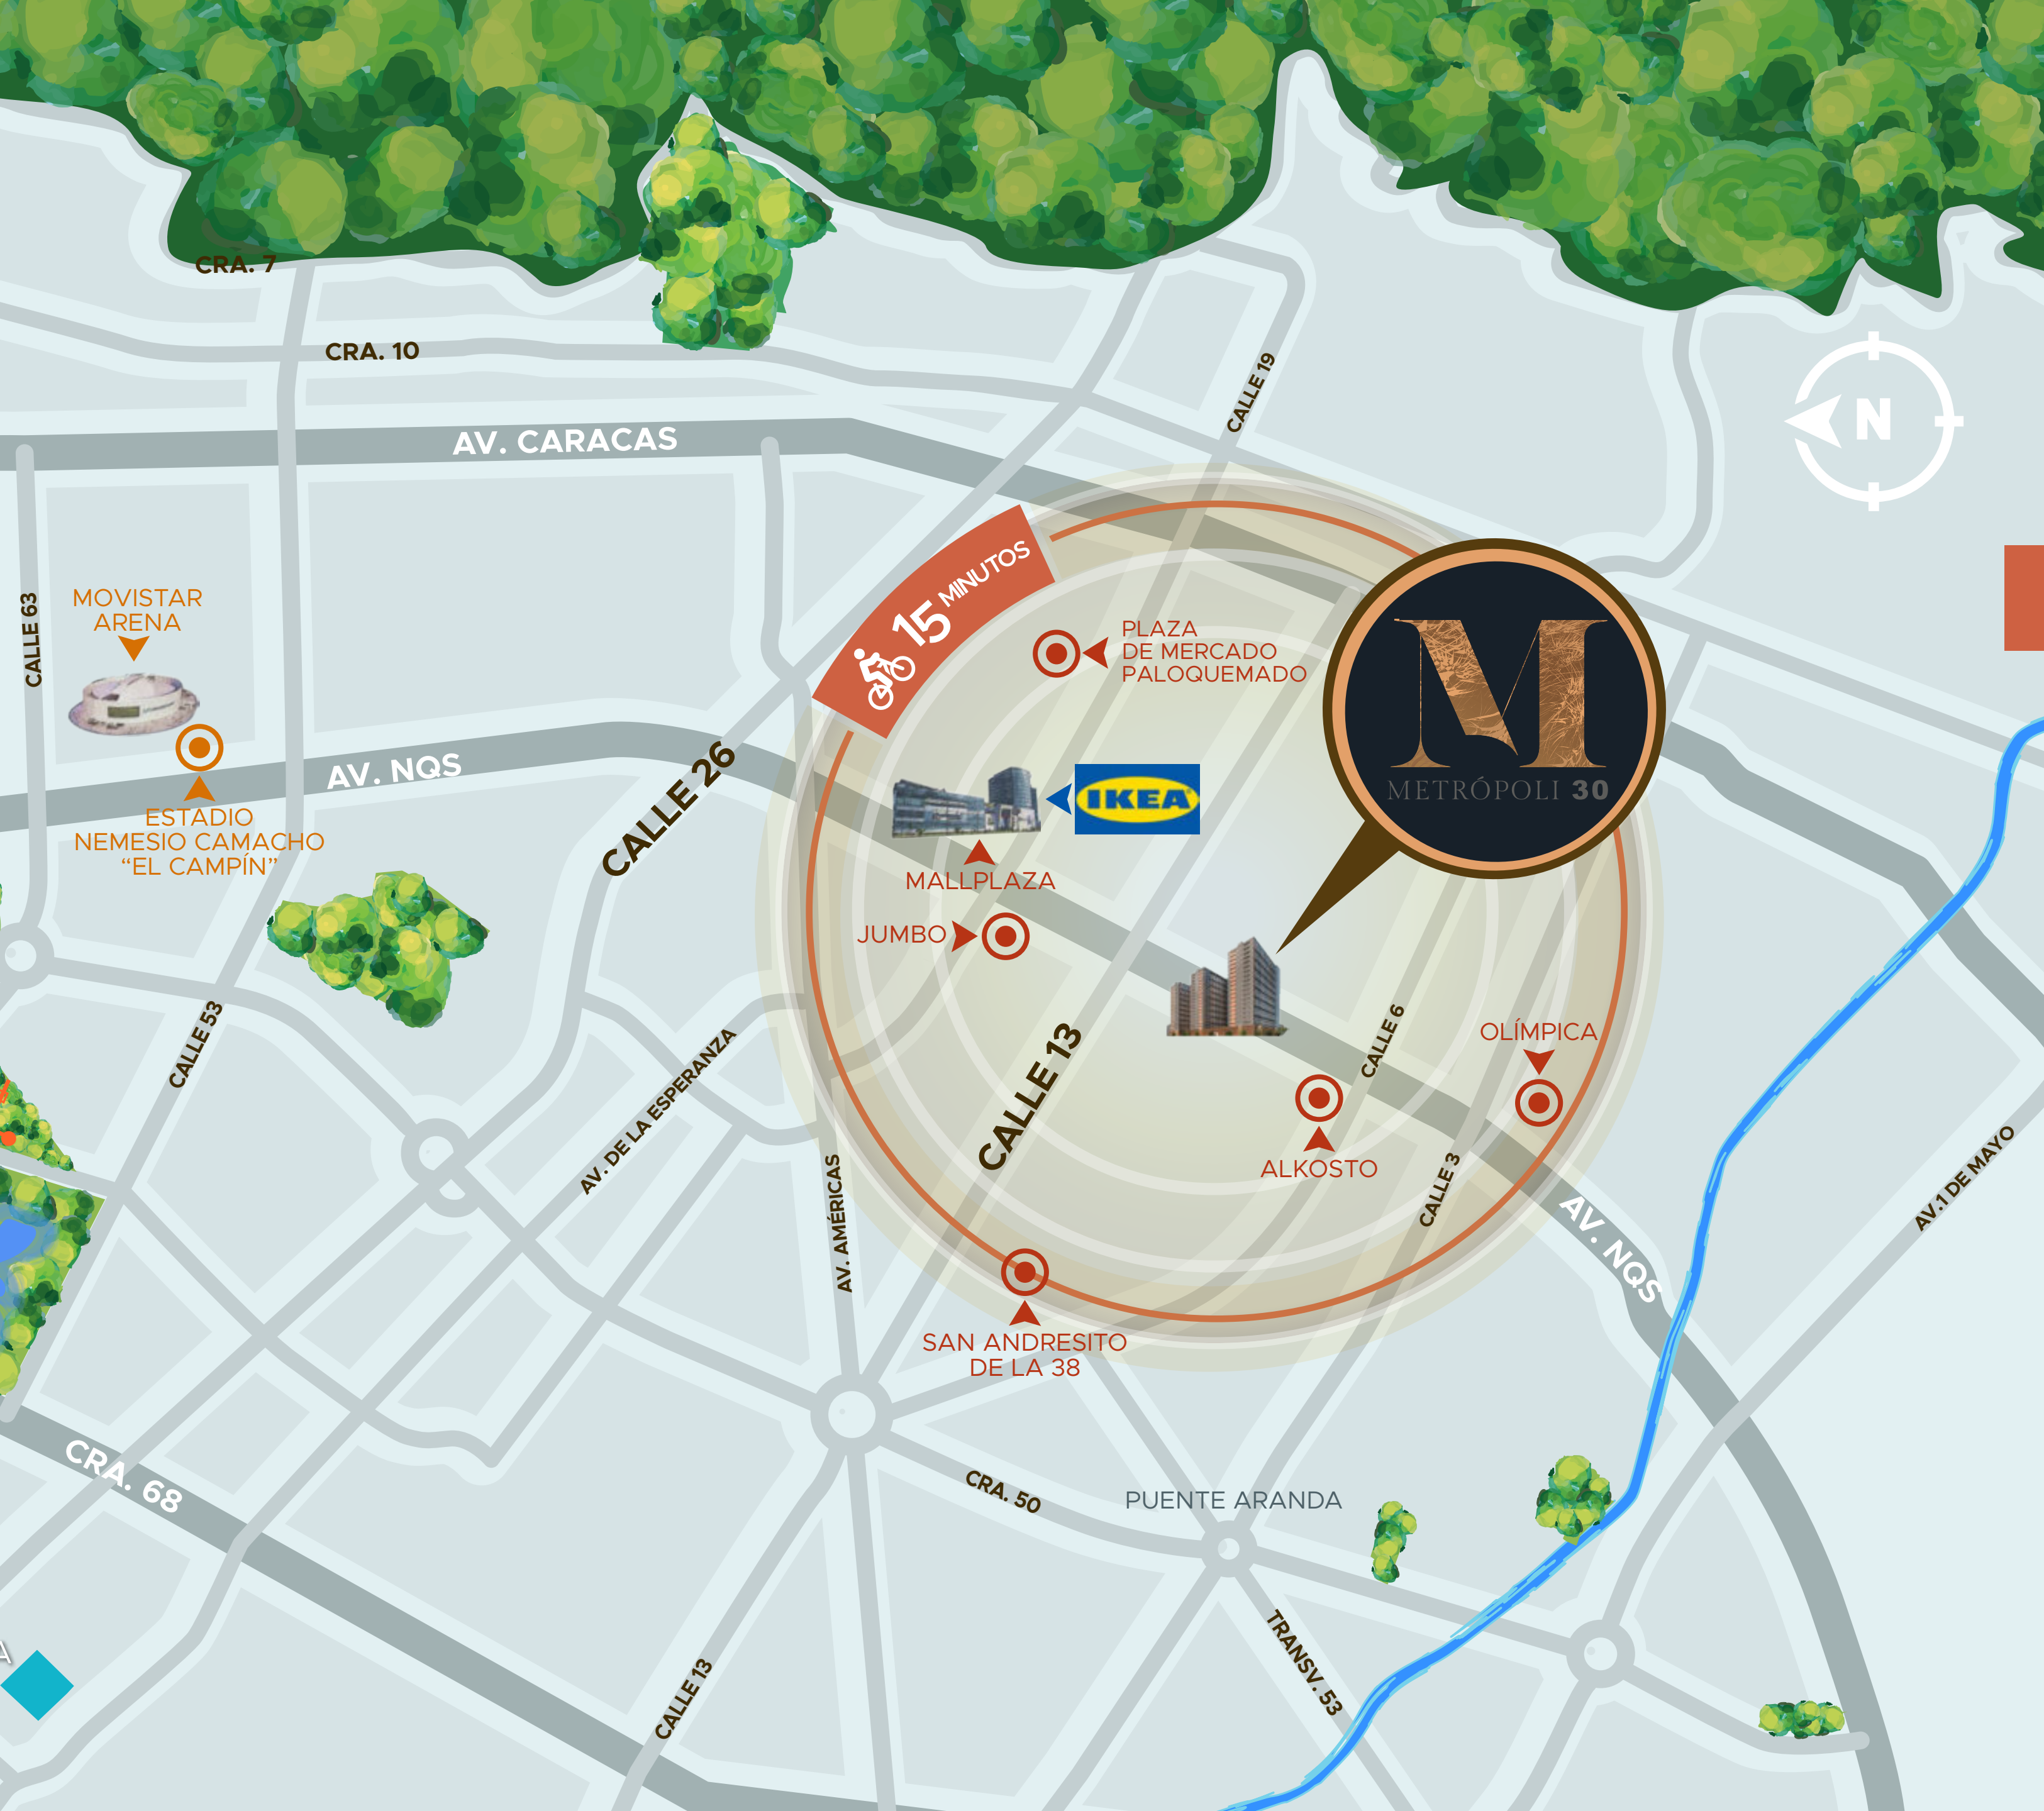 CRA. 7
CRA. 10
CALLE 19
N
AV. CARACAS
15 MINUTOS
CALLE 63
MOVISTAR
ARENA
PLAZA
DE MERCADO
PALOQUEMADO
M
METRÓPOLI 30
AV. NQS
CALLE 26
IKEA
ESTADIO
NEMESIO CAMACHO
“EL CAMPÍN”
MALLPLAZA
JUMBO
CALLE 53
AV. DE LA ESPERANZA
CALLE 13
CALLE 6
OLÍMPICA
ALKOSTO
CALLE 3
AV. AMÉRICAS
AV. NQS
AV.1 DE MAYO
SAN ANDRESITO
DE LA 38
CRA. 68
CRA. 50
PUENTE ARANDA
CALLE 13
TRANSV. 53